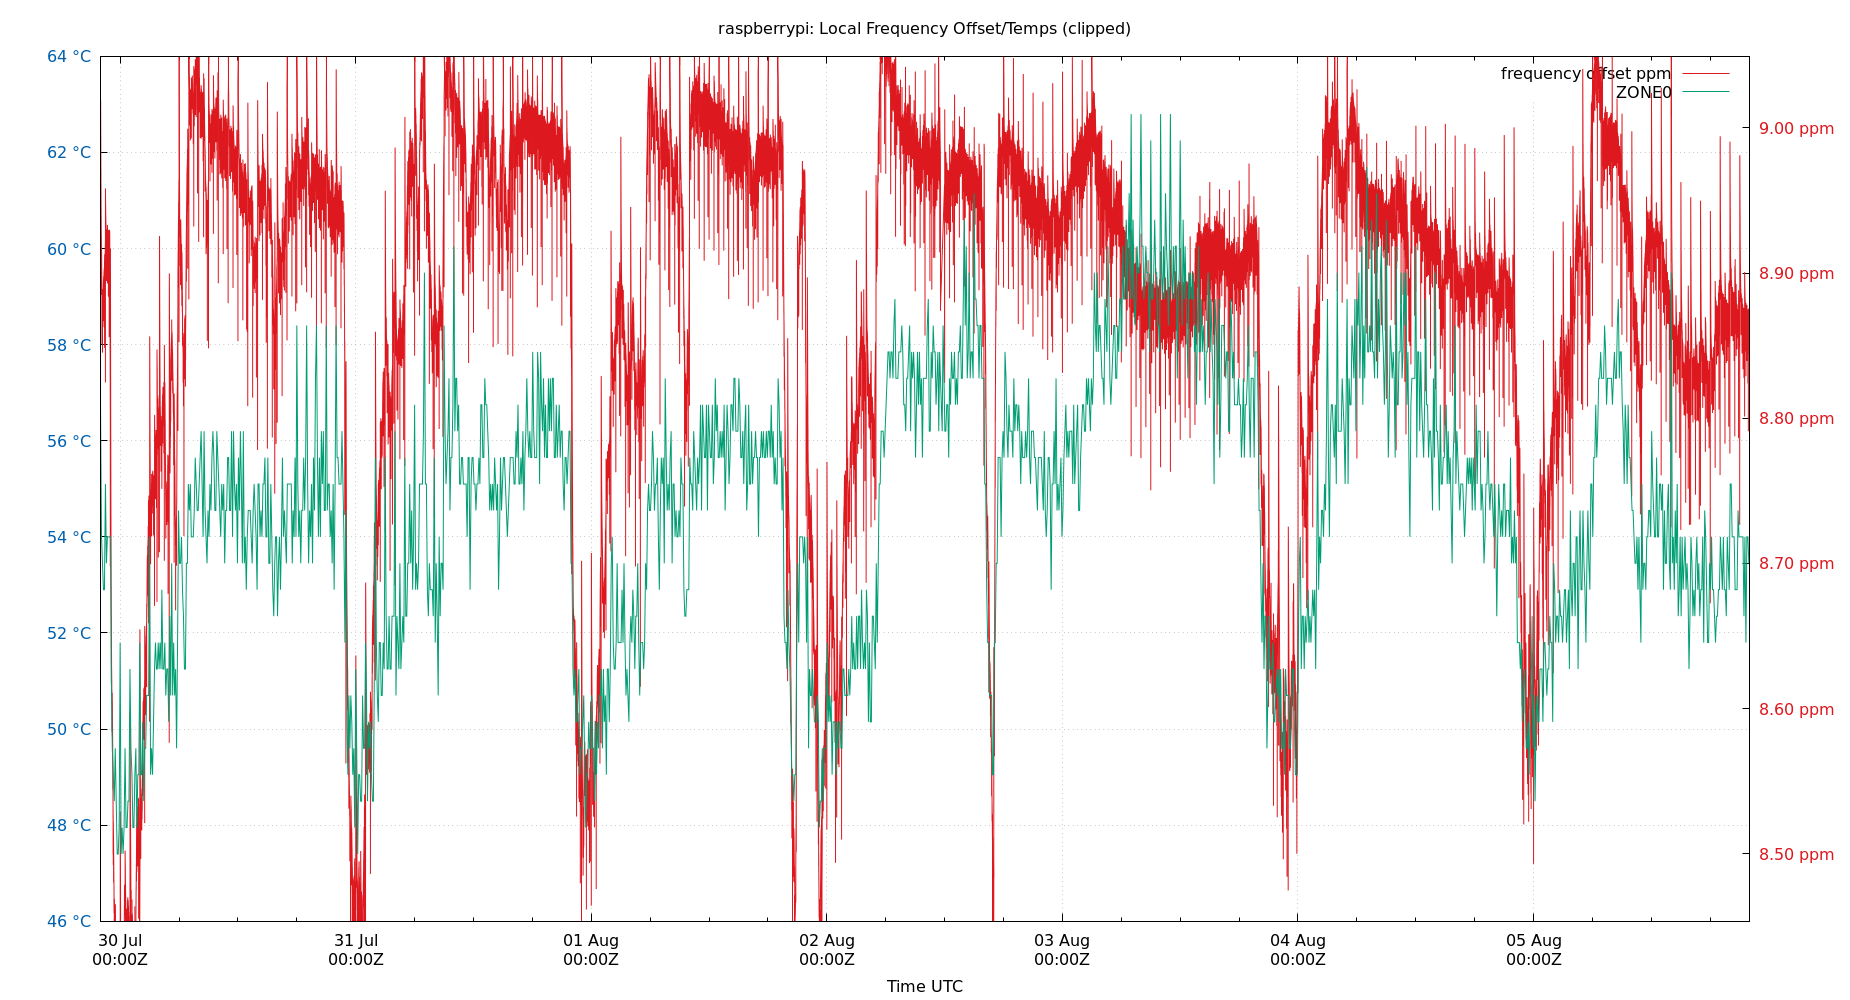 raspberrypi: Local Frequency Offset/Temps (clipped)
64 °C
62 °C
60 °C
58 °C
56 °C
54 °C
52 °C
50 °C
48 °C
46 °C
frequency offset ppm
ZONE0
9.00 ppm
8.90 ppm
8.80 ppm
8.70 ppm
8.60 ppm
8.50 ppm
30 Jul 31 Jul 01 Aug 02 Aug 03 Aug 04 Aug 05 Aug
00:00Z 00:00Z 00:00Z 00:00Z 00:00Z 00:00Z 00:00Z
Time UTC